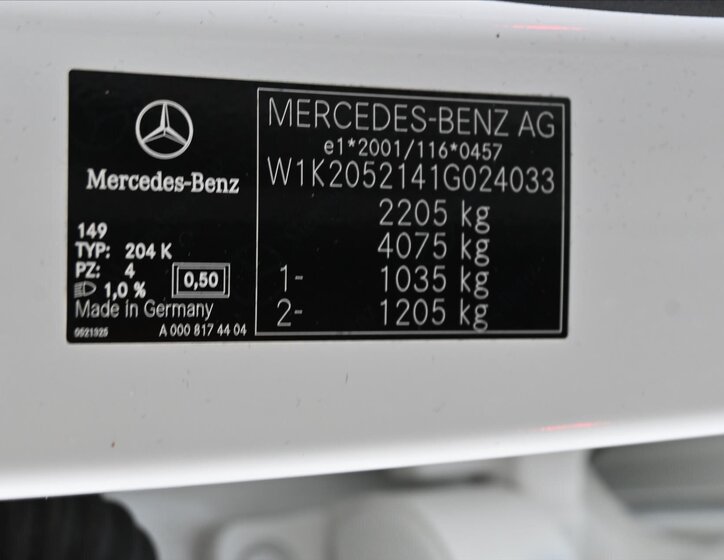 Mercedes-Benz
149
TYP: 204 K
PZ: 4
1,0 %
0,50
Made in Germany
0621325
A 000 817 44 04
MERCEDES-BENZ AG
e1*2001/116*0457
W1K2052141G024033
2205 kg
4075 kg
1- 1035 kg
2- 1205 kg